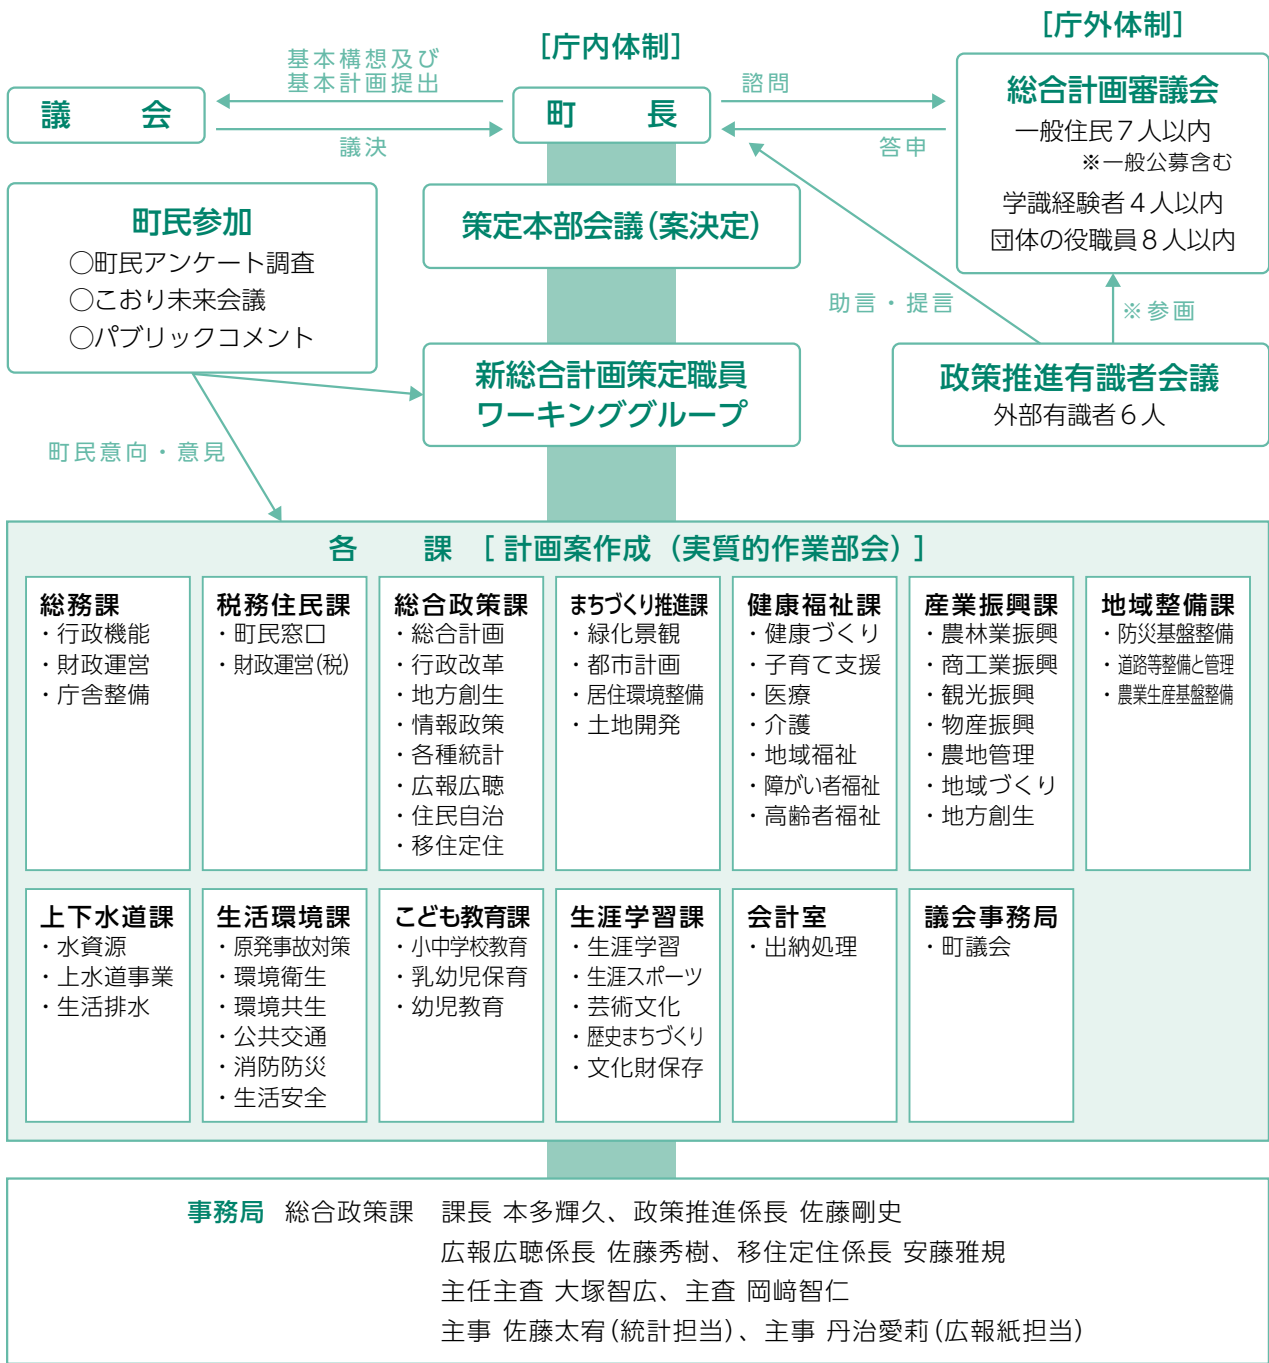 [庁外体制]
[庁内体制]
基本構想及び
基本計画提出
諮問
議　会
町　長
議決
答申
総合計画審議会
一般住民７人以内
※一般公募含む
学識経験者４人以内
団体の役職員８人以内
町民参加
○町民アンケート調査
○こおり未来会議
○パブリックコメント
策定本部会議(案決定)
助言・提言
※参画
新総合計画策定職員
ワーキンググループ
政策推進有識者会議
外部有識者６人
町民意向・意見
各　課 [計画案作成（実質的作業部会）]
総務課
・行政機能
・財政運営
・庁舎整備
税務住民課
・町民窓口
・財政運営(税)
総合政策課
・総合計画
・行政改革
・地方創生
・情報政策
・各種統計
・広報広聴
・住民自治
・移住定住
まちづくり推進課
・緑化景観
・都市計画
・居住環境整備
・土地開発
健康福祉課
・健康づくり
・子育て支援
・医療
・介護
・地域福祉
・障がい者福祉
・高齢者福祉
産業振興課
・農林業振興
・商工業振興
・観光振興
・物産振興
・農地管理
・地域づくり
・地方創生
地域整備課
・防災基盤整備
・道路等整備と管理
・農業生産基盤整備
上下水道課
・水資源
・上水道事業
・生活排水
生活環境課
・原発事故対策
・環境衛生
・環境共生
・公共交通
・消防防災
・生活安全
こども教育課
・小中学校教育
・乳幼児保育
・幼児教育
生涯学習課
・生涯学習
・生涯スポーツ
・芸術文化
・歴史まちづくり
・文化財保存
会計室
・出納処理
議会事務局
・町議会
事務局 総合政策課 課長 本多輝久、政策推進係長 佐藤剛史
広報広聴係長 佐藤秀樹、移住定住係長 安藤雅規
主任主査 大塚智広、主査 岡﨑智仁
主事 佐藤太宥(統計担当)、主事 丹治愛莉(広報紙担当)